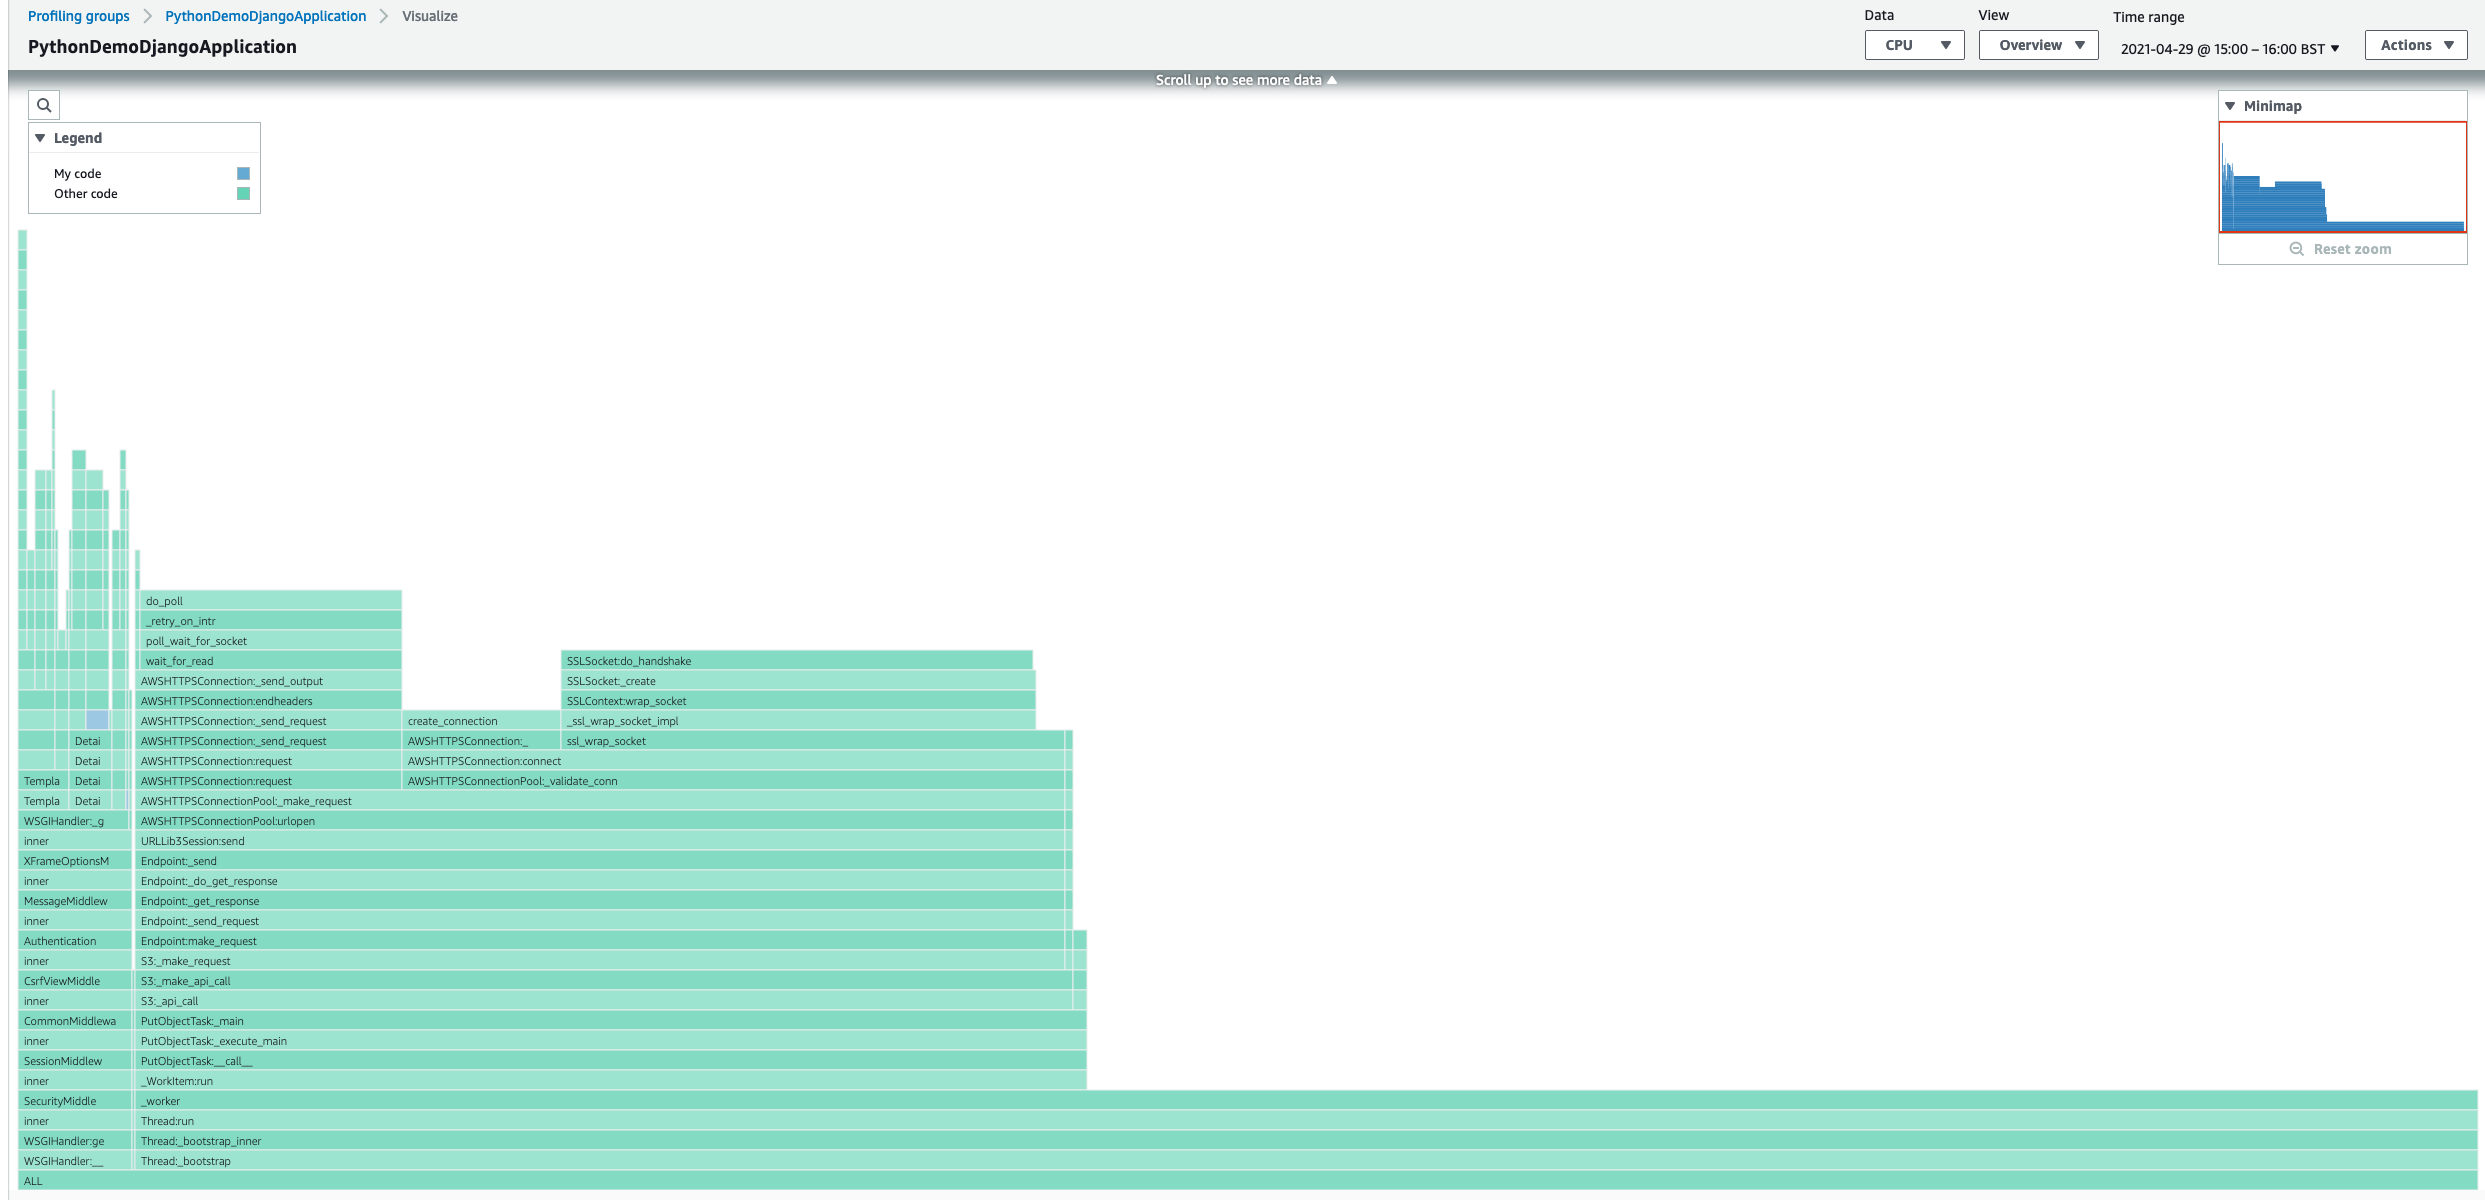 Profiling groups > PythonDemoDjangoApplication > Visualize
PythonDemoDjangoApplication
Data
CPU ▼
View
Overview ▼
Time range
2021-04-29 @ 15:00 – 16:00 BST ▼
Actions ▼
Scroll up to see more data ▲
▼ Legend
My code
Other code
▼ Minimap
Reset zoom
do_poll
_retry_on_intr
poll_wait_for_socket
wait_for_read SSLSocket:do_handshake
AWSHTTPSConnection:_send_output SSLSocket:_create
AWSHTTPSConnection:endheaders SSLContext:wrap_socket
AWSHTTPSConnection:_send_request create_connection _ssl_wrap_socket_impl
Detai AWSHTTPSConnection:_send_request AWSHTTPSConnection:_ ssl_wrap_socket
Detai AWSHTTPSConnection:request AWSHTTPSConnection:connect
Templa Detai AWSHTTPSConnection:request AWSHTTPSConnectionPool:_validate_conn
Templa Detai AWSHTTPSConnectionPool:_make_request
WSGIHandler:_g AWSHTTPSConnectionPool:urlopen
inner URLLib3Session:send
XFrameOptionsM Endpoint:_send
inner Endpoint:_do_get_response
MessageMiddlew Endpoint:_get_response
inner Endpoint:_send_request
Authentication Endpoint:make_request
inner S3:_make_request
CsrfViewMiddle S3:_make_api_call
inner S3:_api_call
CommonMiddlewa PutObjectTask:_main
inner PutObjectTask:_execute_main
SessionMiddlew PutObjectTask:__call__
inner _WorkItem:run
SecurityMiddle _worker
inner Thread:run
WSGIHandler:ge Thread:_bootstrap_inner
WSGIHandler:__ Thread:_bootstrap
ALL